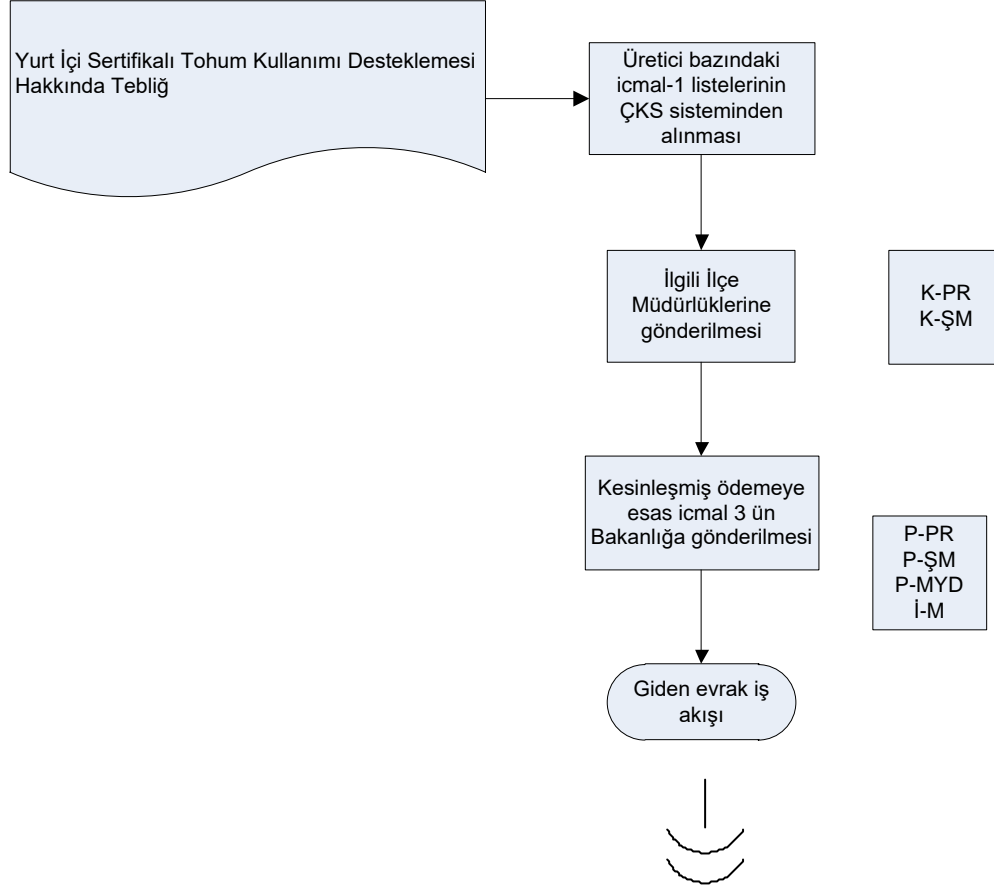 Yurt İçi Sertifikalı Tohum Kullanımı Desteklemesi
Hakkında Tebliğ
Üretici bazındaki
icmal-1 listelerinin
ÇKS sisteminden
alınması
İlgili İlçe
Müdürlüklerine
gönderilmesi
K-PR
K-ŞM
Kesinleşmiş ödemeye
esas icmal 3 ün
Bakanlığa gönderilmesi
P-PR
P-ŞM
P-MYD
İ-M
Giden evrak iş
akışı